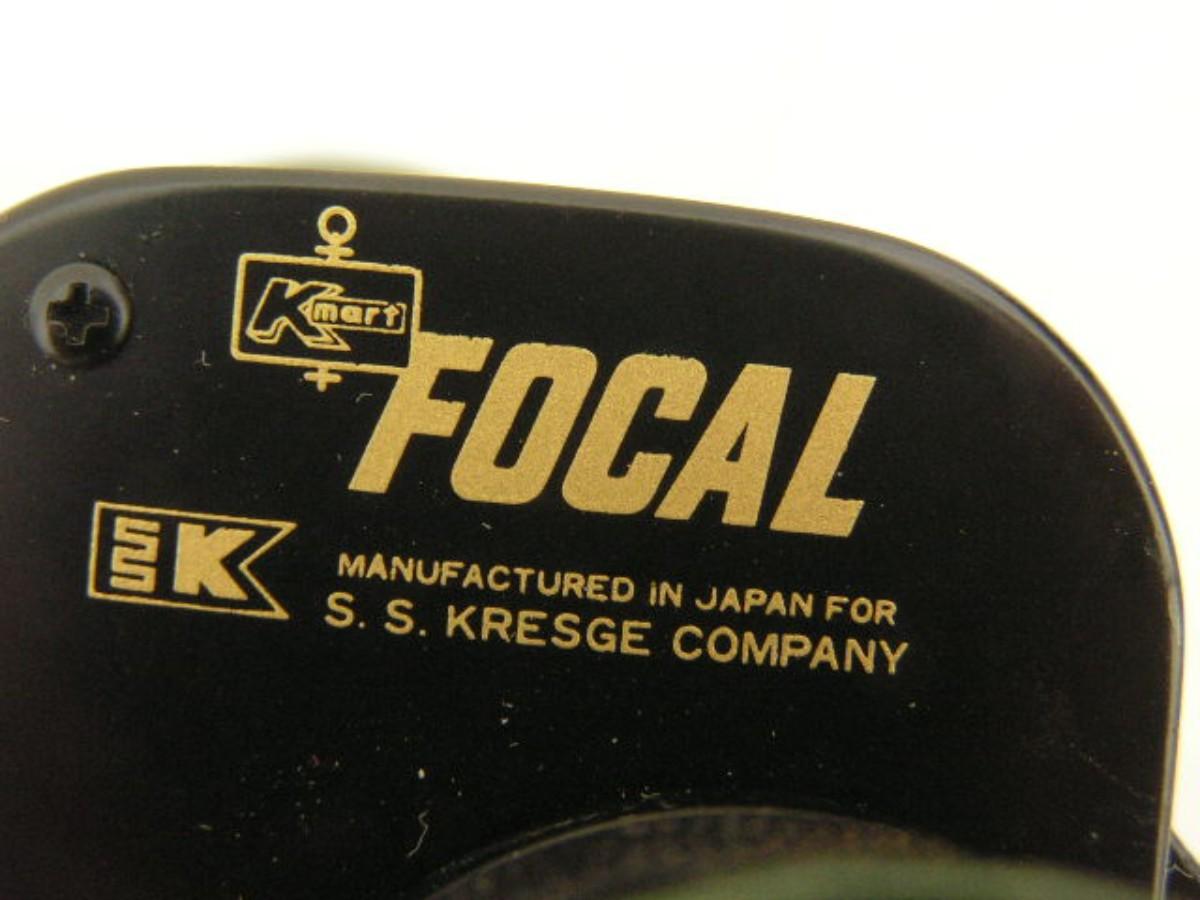 Kmart
FOCAL
SSK
MANUFACTURED IN JAPAN FOR
S. S. KRESGE COMPANY